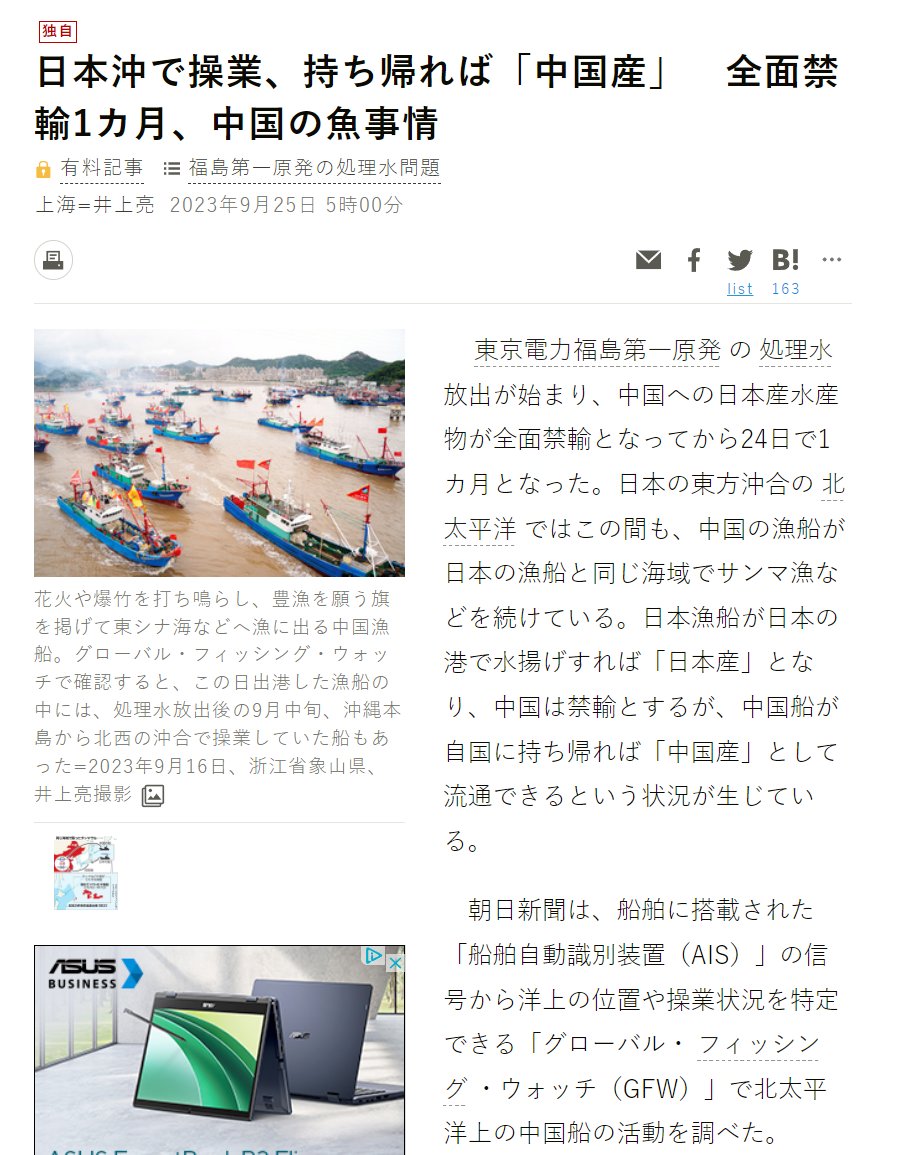 独自
日本沖で操業、持ち帰れば「中国産」　全面禁
輸1カ月、中国の魚事情
有料記事　福島第一原発の処理水問題
上海=井上亮　2023年9月25日 5時00分
list　163
花火や爆竹を打ち鳴らし、豊漁を願う旗
を掲げて東シナ海などへ漁に出る中国漁
船。グローバル・フィッシング・ウォッ
チで確認すると、この日出港した漁船の
中には、処理水放出後の9月中旬、沖縄本
島から北西の沖合で操業していた船もあ
った=2023年9月16日、浙江省象山県、
井上亮撮影
ASUS
BUSINESS
東京電力福島第一原発 の 処理水
放出が始まり、中国への日本産水産
物が全面禁輸となってから24日で1
カ月となった。日本の東方沖合の 北
太平洋 ではこの間も、中国の漁船が
日本の漁船と同じ海域でサンマ漁な
どを続けている。日本漁船が日本の
港で水揚げすれば「日本産」とな
り、中国は禁輸とするが、中国船が
自国に持ち帰れば「中国産」として
流通できるという状況が生じてい
る。
朝日新聞は、船舶に搭載された
「船舶自動識別装置（AIS）」の信
号から洋上の位置や操業状況を特定
できる「グローバル・ フィッシン
グ ・ウォッチ（GFW）」で北太平
洋上の中国船の活動を調べた。